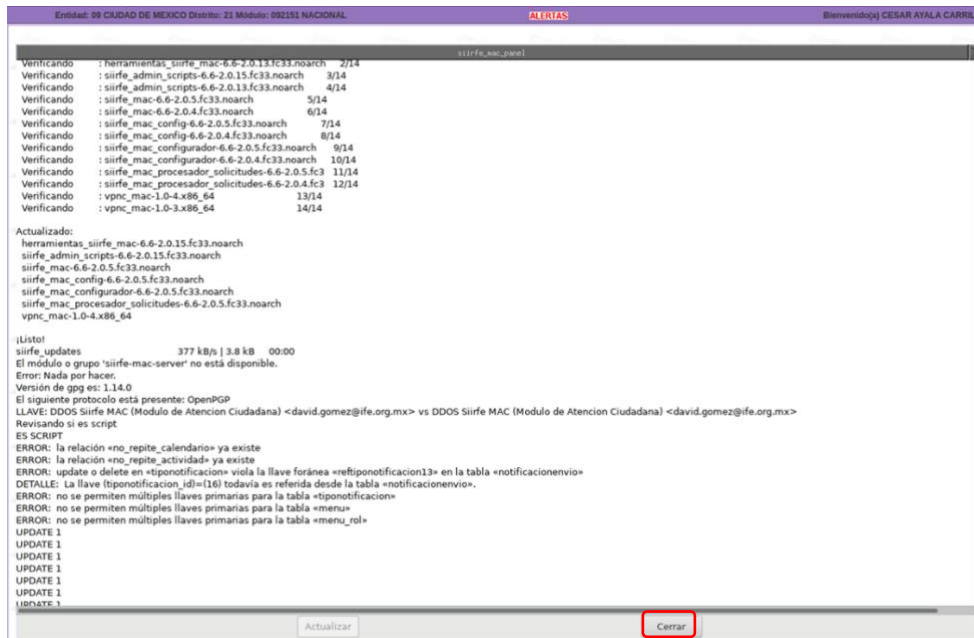 Entidad: 09 CIUDAD DE MEXICO Distrito: 21 Módulo: 092151 NACIONAL ALERTAS Bienvenido(a) CESAR AYALA CARRIL
siirfe_mac_panel
Verificando : herramientas_siirfe_mac-6.6-2.0.13.fc33.noarch 2/14
Verificando : siirfe_admin_scripts-6.6-2.0.15.fc33.noarch 3/14
Verificando : siirfe_admin_scripts-6.6-2.0.13.fc33.noarch 4/14
Verificando : siirfe_mac-6.6-2.0.5.fc33.noarch 5/14
Verificando : siirfe_mac-6.6-2.0.4.fc33.noarch 6/14
Verificando : siirfe_mac_config-6.6-2.0.5.fc33.noarch 7/14
Verificando : siirfe_mac_config-6.6-2.0.4.fc33.noarch 8/14
Verificando : siirfe_mac_configurador-6.6-2.0.5.fc33.noarch 9/14
Verificando : siirfe_mac_configurador-6.6-2.0.4.fc33.noarch 10/14
Verificando : siirfe_mac_procesador_solicitudes-6.6-2.0.5.fc3 11/14
Verificando : siirfe_mac_procesador_solicitudes-6.6-2.0.4.fc3 12/14
Verificando : vpnc_mac-1.0-4.x86_64 13/14
Verificando : vpnc_mac-1.0-3.x86_64 14/14
Actualizado:
herramientas_siirfe_mac-6.6-2.0.15.fc33.noarch
siirfe_admin_scripts-6.6-2.0.15.fc33.noarch
siirfe_mac-6.6-2.0.5.fc33.noarch
siirfe_mac_config-6.6-2.0.5.fc33.noarch
siirfe_mac_configurador-6.6-2.0.5.fc33.noarch
siirfe_mac_procesador_solicitudes-6.6-2.0.5.fc33.noarch
vpnc_mac-1.0-4.x86_64
¡Listo!
siirfe_updates 377 kB/s | 3.8 kB 00:00
El módulo o grupo 'siirfe-mac-server' no está disponible.
Error: Nada por hacer.
Versión de gpg es: 1.14.0
El siguiente protocolo está presente: OpenPGP
LLAVE: DDOS Siirfe MAC (Modulo de Atencion Ciudadana) <david.gomez@ife.org.mx> vs DDOS Siirfe MAC (Modulo de Atencion Ciudadana) <david.gomez@ife.org.mx>
Revisando si es script
ES SCRIPT
ERROR: la relación «no_repite_calendario» ya existe
ERROR: la relación «no_repite_actividad» ya existe
ERROR: update o delete en «tiponotificacion» viola la llave foránea «reftiponotificacion13» en la tabla «notificacionenvio»
DETALLE: La llave (tiponotificacion_id)=(16) todavía es referida desde la tabla «notificacionenvio».
ERROR: no se permiten múltiples llaves primarias para la tabla «tiponotificacion»
ERROR: no se permiten múltiples llaves primarias para la tabla «menu»
ERROR: no se permiten múltiples llaves primarias para la tabla «menu_rol»
UPDATE 1
UPDATE 1
UPDATE 1
UPDATE 1
UPDATE 1
UPDATE 1
UPDATE 1
Actualizar Cerrar